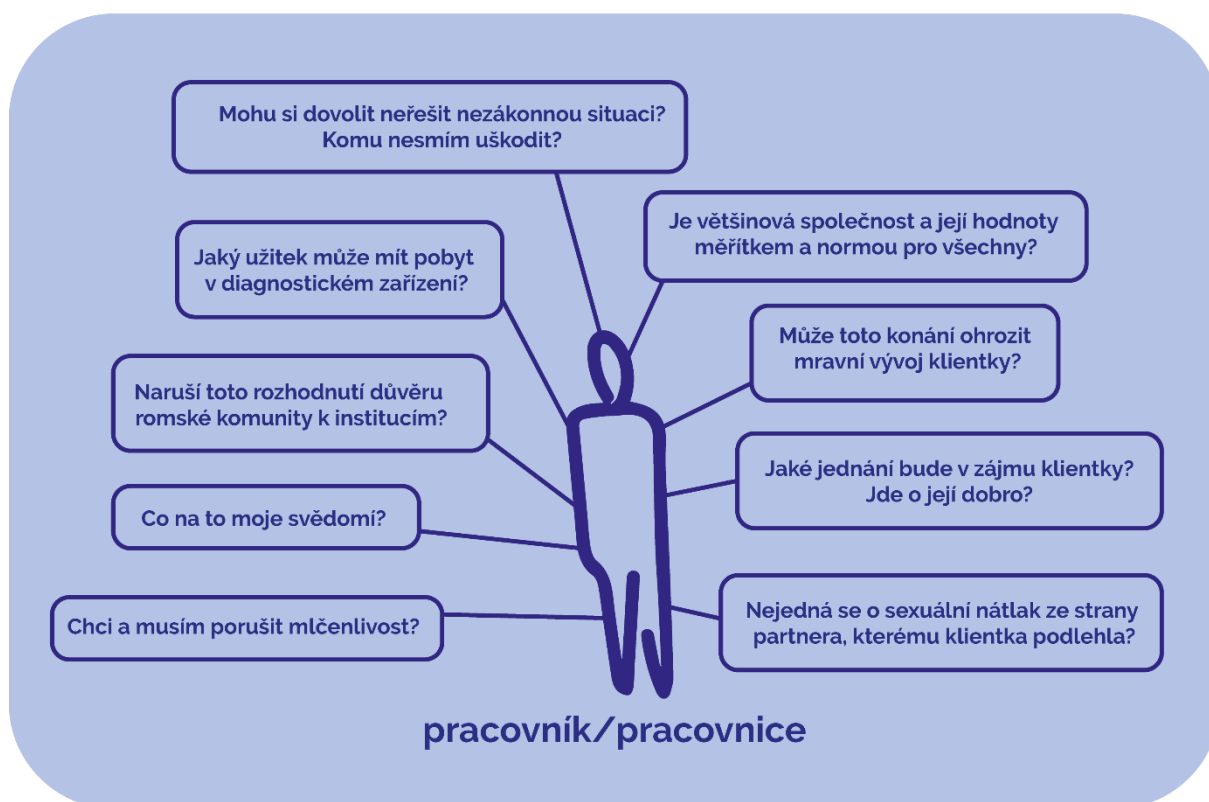 Mohu si dovolit neřešit nezákonnou situaci?
Komu nesmím uškodit?
Je většinová společnost a její hodnoty
měřítkem a normou pro všechny?
Jaký užitek může mít pobyt
v diagnostickém zařízení?
Může toto konání ohrozit
mravní vývoj klientky?
Naruší toto rozhodnutí důvěru
romské komunity k institucím?
Jaké jednání bude v zájmu klientky?
Jde o její dobro?
Co na to moje svědomí?
Nejedná se o sexuální nátlak ze strany
partnera, kterému klientka podlehla?
Chci a musím porušit mlčenlivost?
pracovník/pracovnice